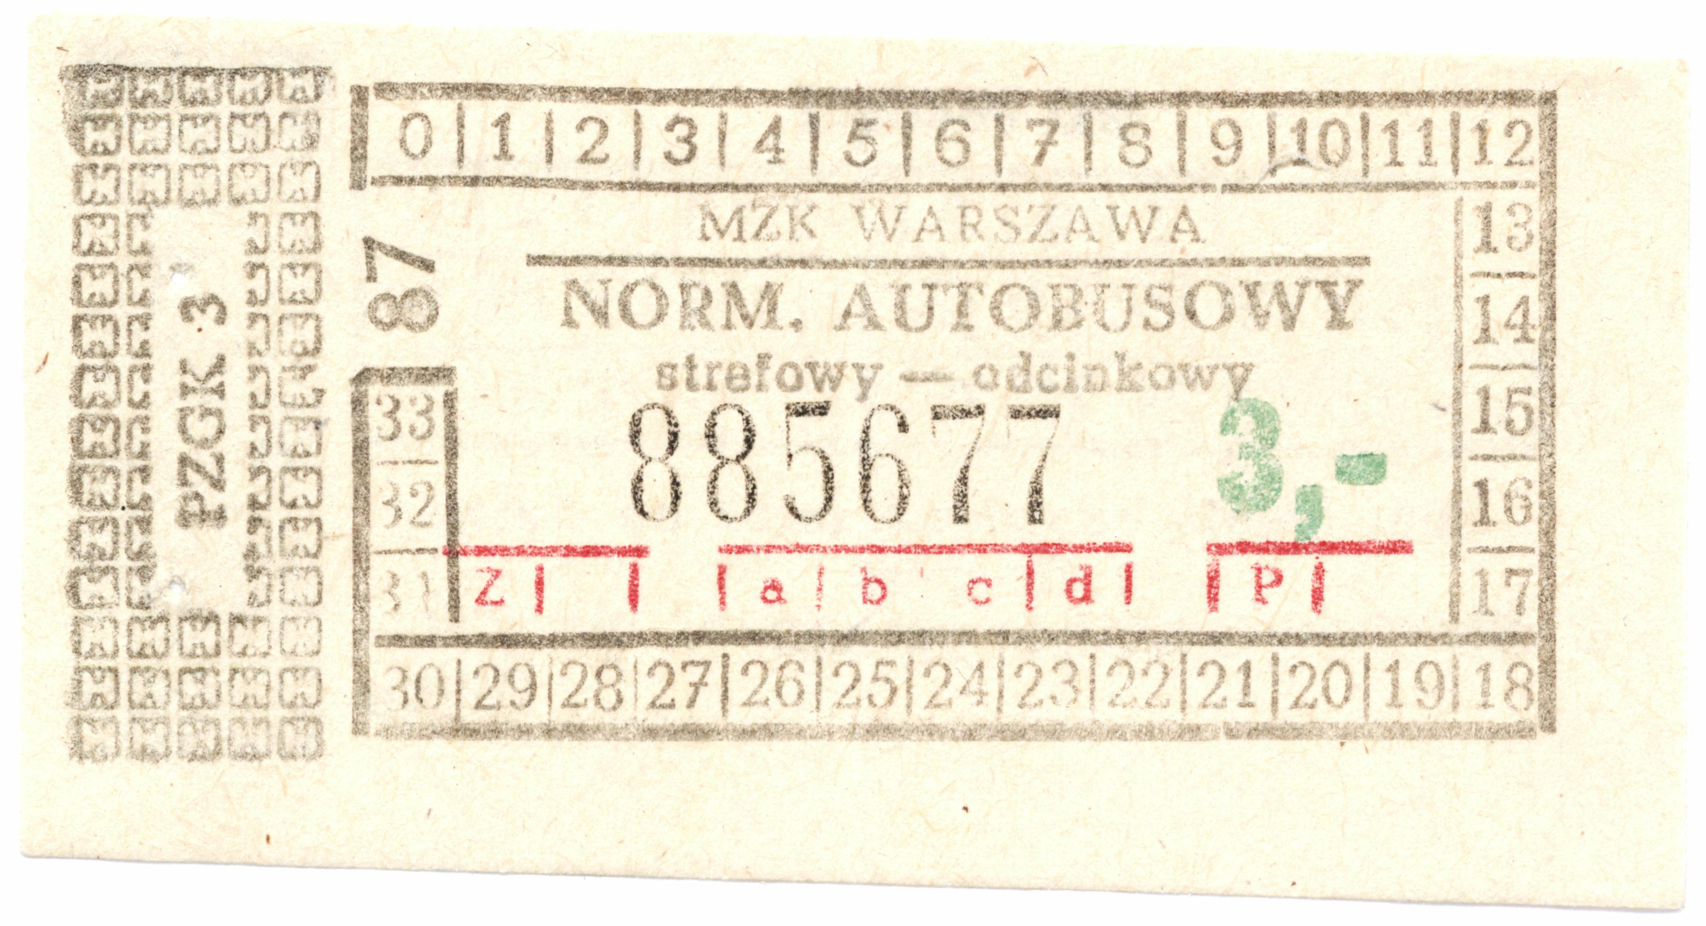 0 1 2 3 4 5 6 7 8 9 10 11 12
MZK WARSZAWA
13
87
NORM. AUTOBUSOWY
14
PZGK 3
strefowy — odcinkowy
33
15
885677 3,-
32
16
Z a b c d P
31
17
30 29 28 27 26 25 24 23 22 21 20 19 18